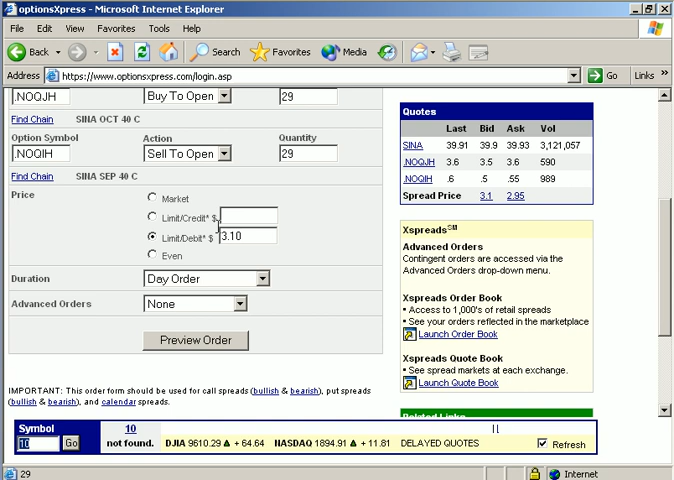 optionsXpress - Microsoft Internet Explorer
File Edit View Favorites Tools Help
Back Search Favorites Media
Address https://www.optionsxpress.com/login.asp Go Links »
.NOQJH Buy To Open 29
Find Chain SINA OCT 40 C
Option Symbol Action Quantity
.NOQIH Sell To Open 29
Find Chain SINA SEP 40 C
Price Market
Limit/Credit* $
Limit/Debit* $ 3.10
Even
Duration Day Order
Advanced Orders None
Preview Order
IMPORTANT: This order form should be used for call spreads (bullish & bearish), put spreads
(bullish & bearish), and calendar spreads.
Quotes
Last Bid Ask Vol
SINA 39.91 39.9 39.93 3,121,057
.NOQJH 3.6 3.5 3.6 590
.NOQIH .6 .5 .55 989
Spread Price 3.1 2.95
Xspreads SM
Advanced Orders
Contingent orders are accessed via the
Advanced Orders drop-down menu.
Xspreads Order Book
• Access to 1,000's of retail spreads
• See your orders reflected in the marketplace
Launch Order Book
Xspreads Quote Book
• See spread markets at each exchange.
Launch Quote Book
Related Links
Symbol 10
10 Go not found. DJIA 9610.29 ▲ + 64.64 NASDAQ 1894.91 ▲ + 11.81 DELAYED QUOTES Refresh
29 Internet